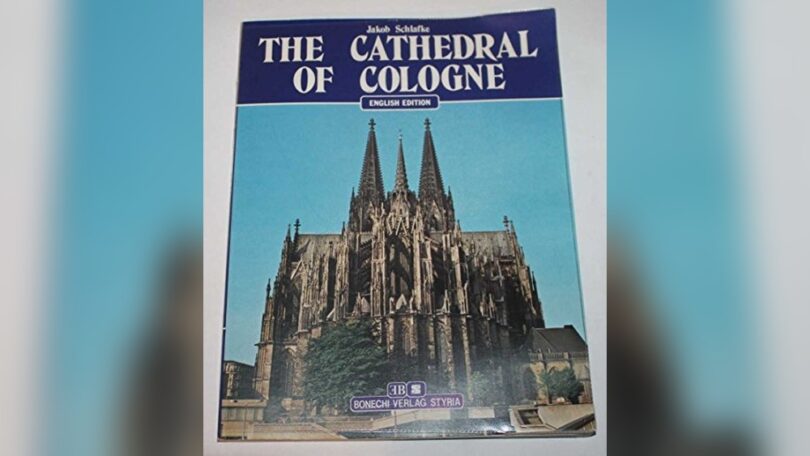 Jakob Schlafke
THE CATHEDRAL
OF COLOGNE
ENGLISH EDITION
BONECHI VERLAG STYRIA